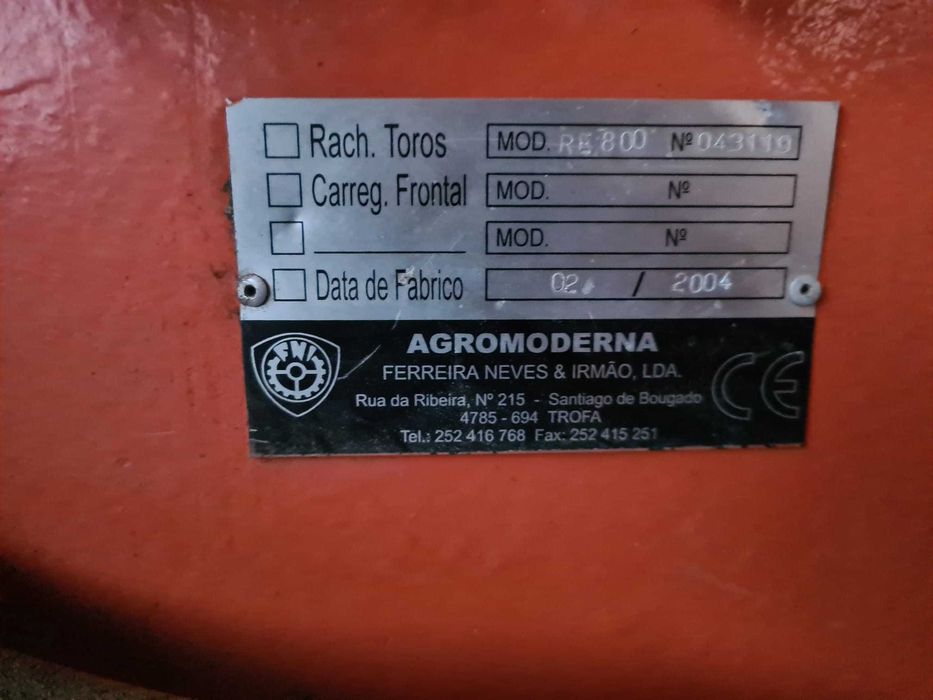 Rach. Toros MOD. RE 800 Nº 043119
Carreg. Frontal MOD. Nº
MOD. Nº
Data de Fabrico 02 / 2004
FNI
AGROMODERNA
FERREIRA NEVES & IRMÃO, LDA.
CE
Rua da Ribeira, Nº 215 - Santiago de Bougado
4785 - 694 TROFA
Tel.: 252 416 768 Fax: 252 415 251